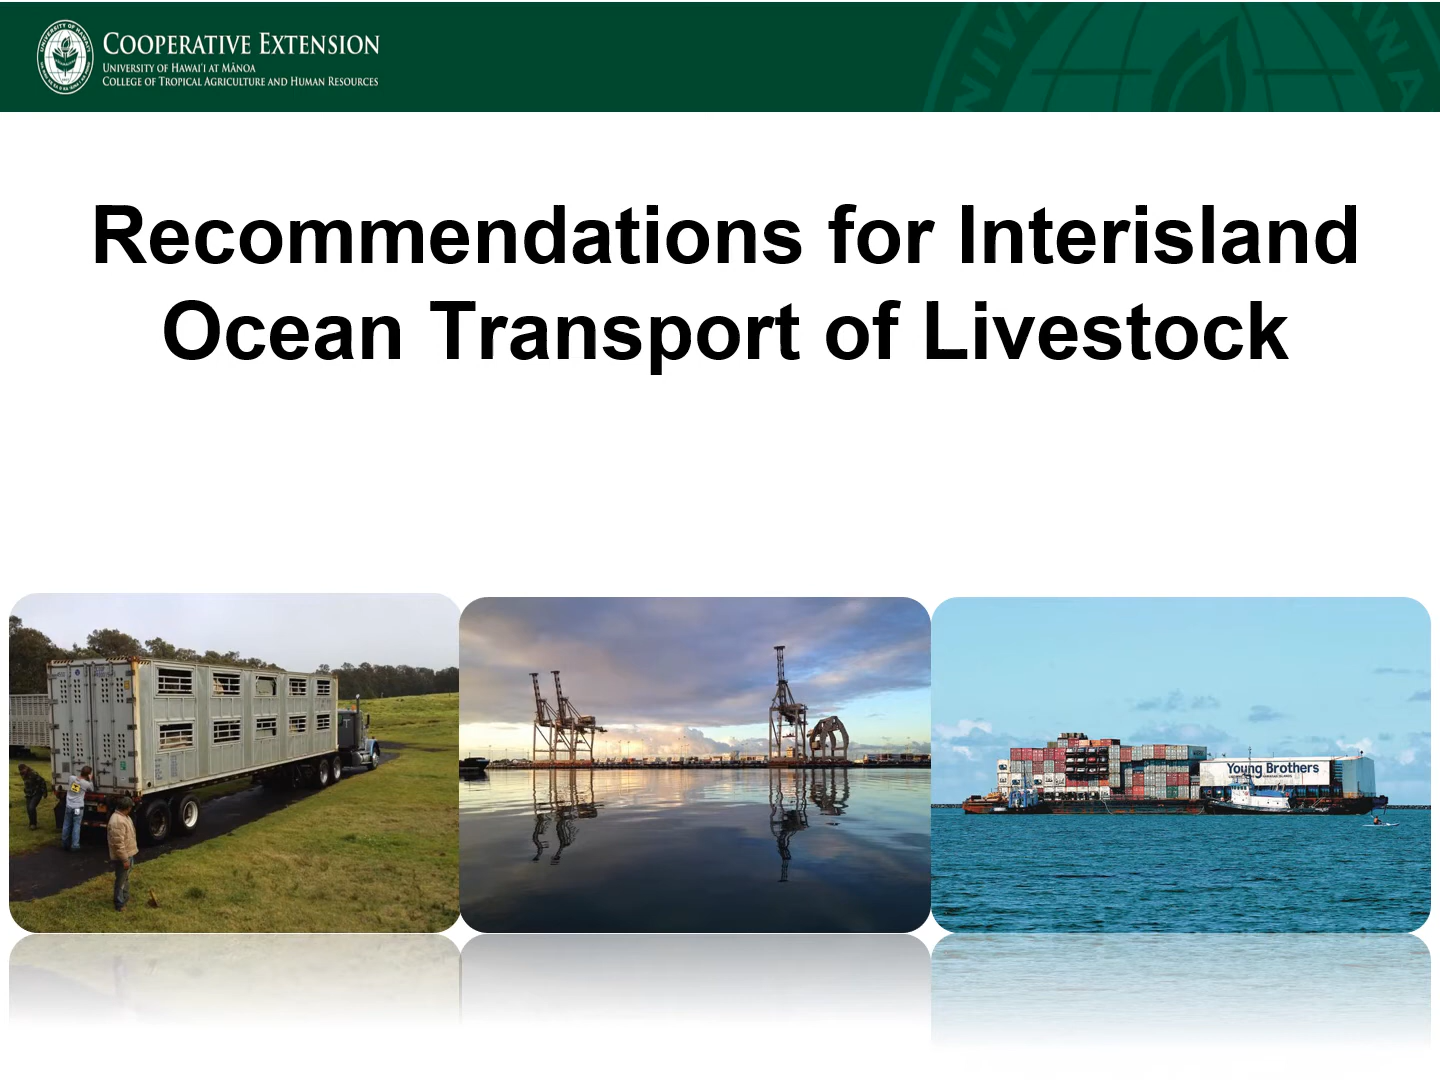 COOPERATIVE EXTENSION
UNIVERSITY OF HAWAI'I AT MĀNOA
COLLEGE OF TROPICAL AGRICULTURE AND HUMAN RESOURCES
Recommendations for Interisland
Ocean Transport of Livestock
Young Brothers